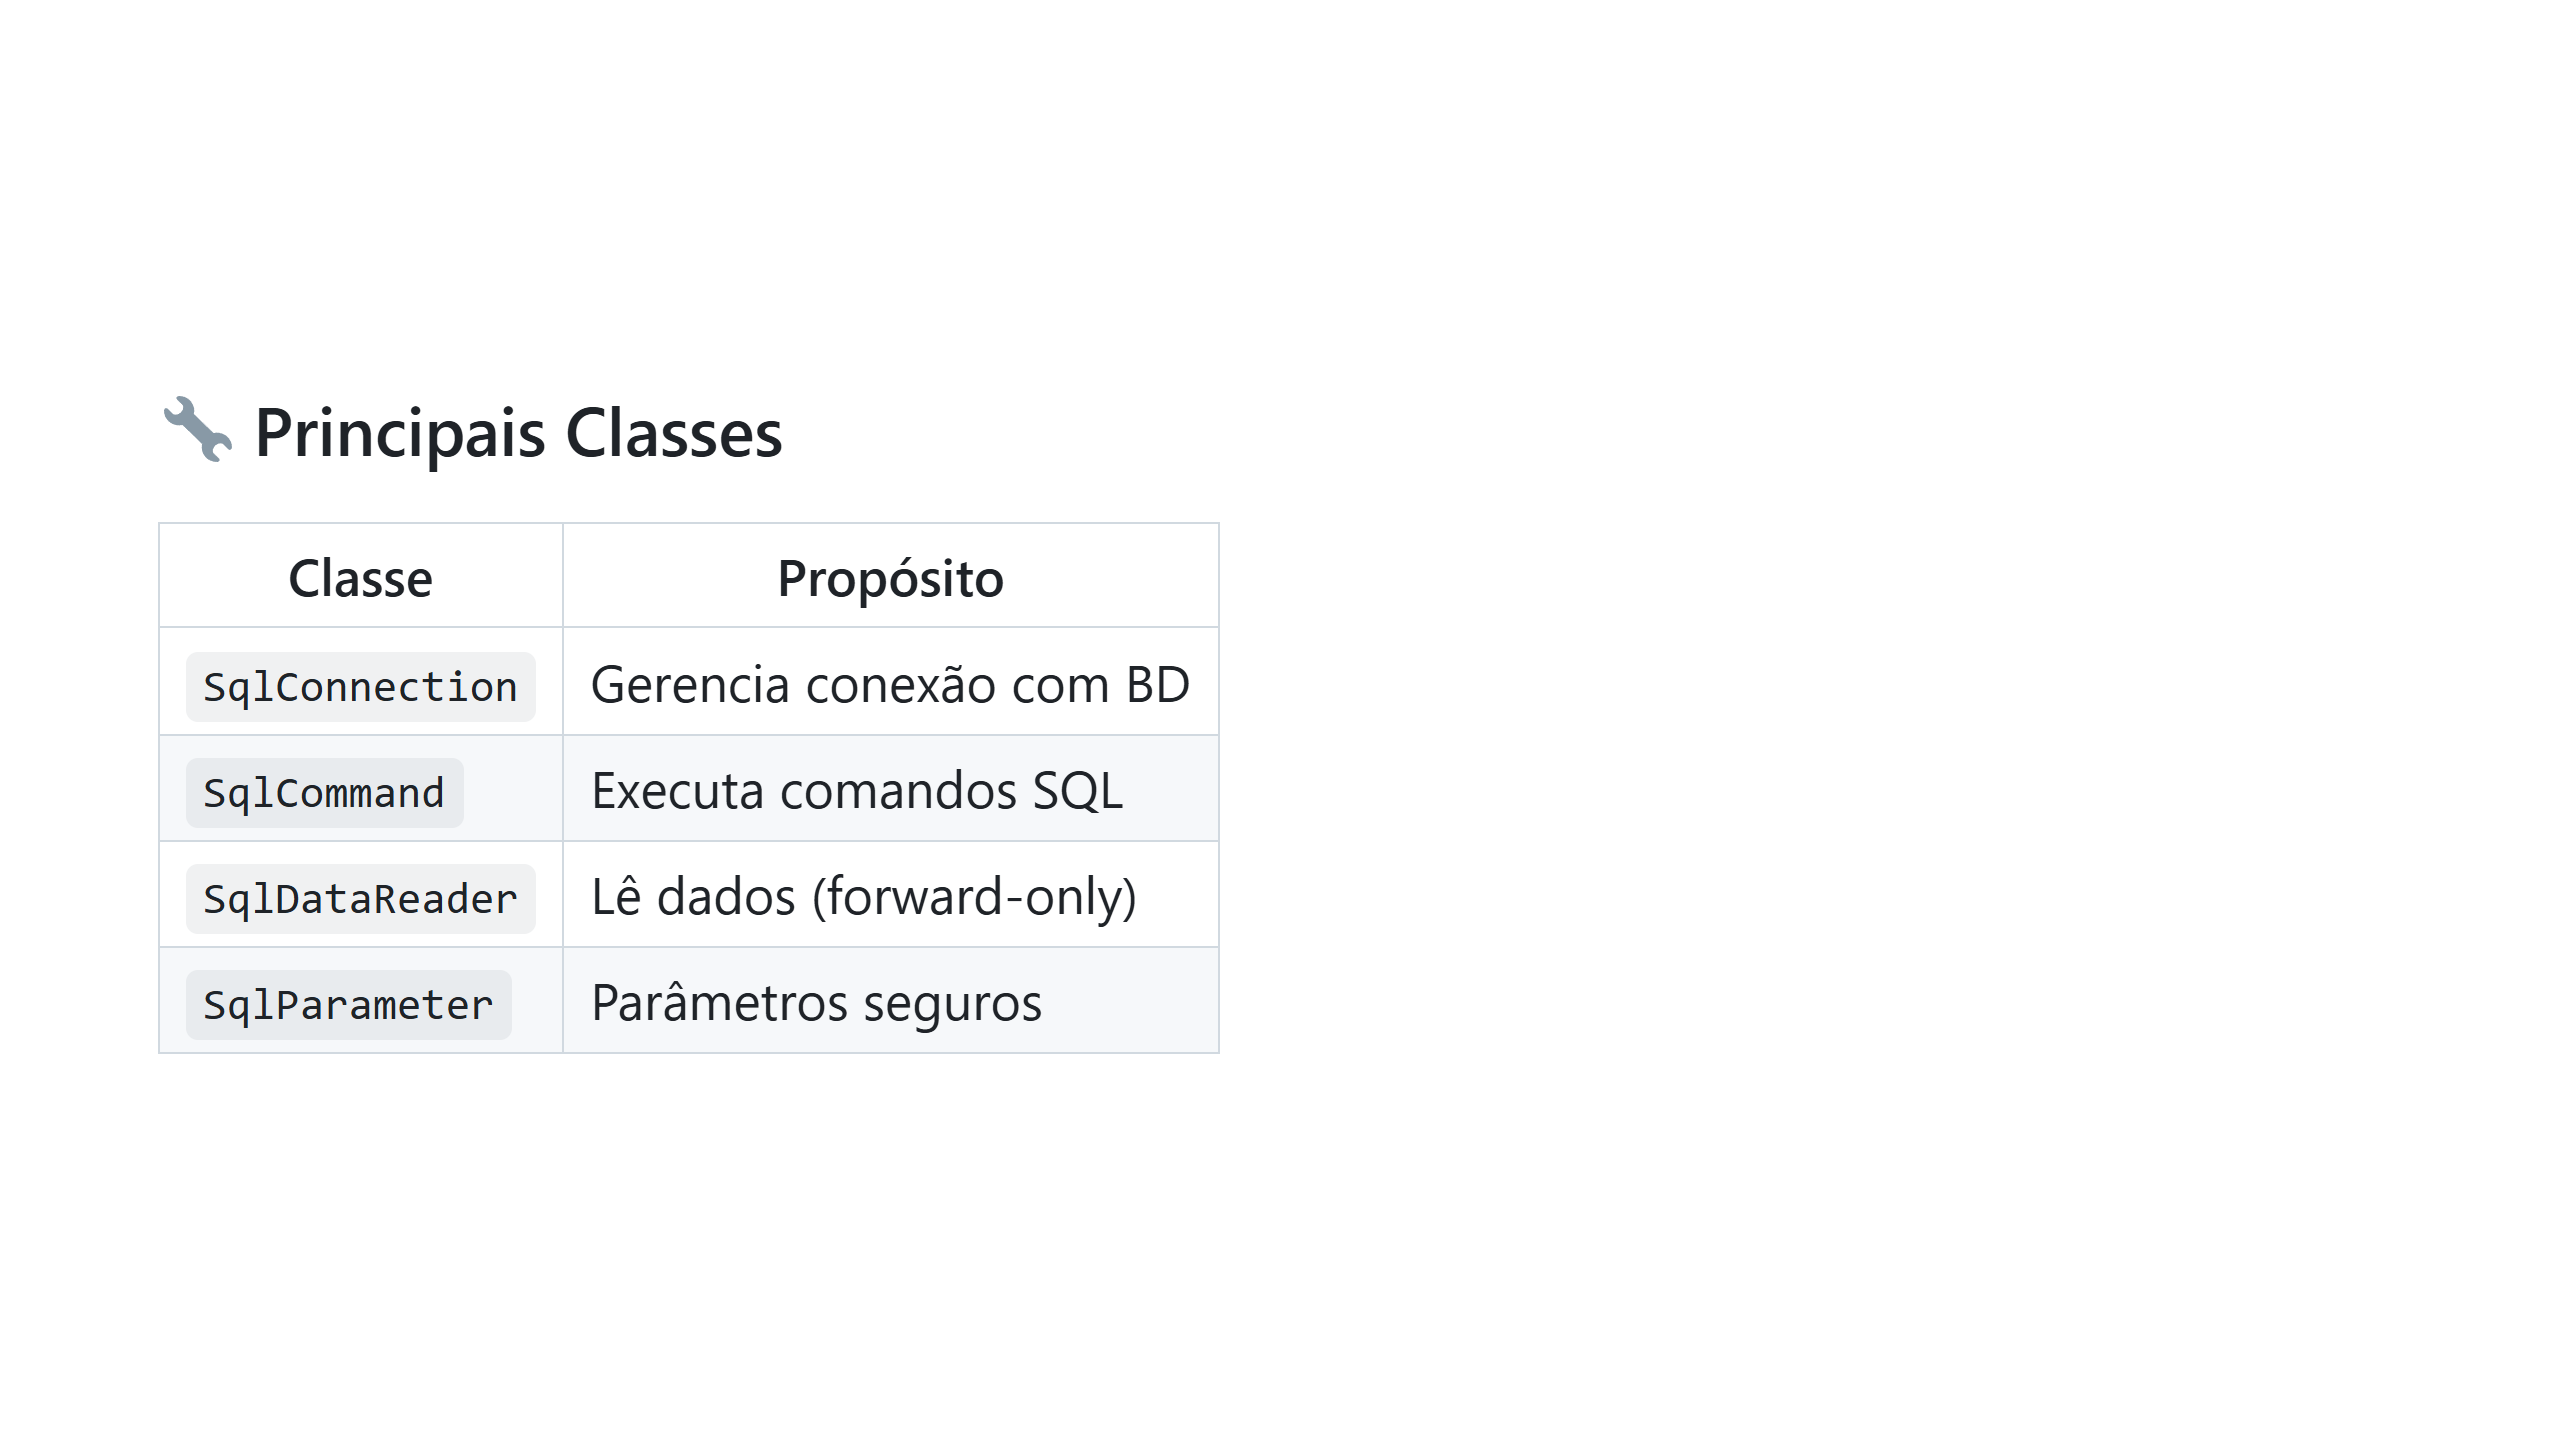 🔧 Principais Classes
Classe Propósito
SqlConnection Gerencia conexão com BD
SqlCommand Executa comandos SQL
SqlDataReader Lê dados (forward-only)
SqlParameter Parâmetros seguros